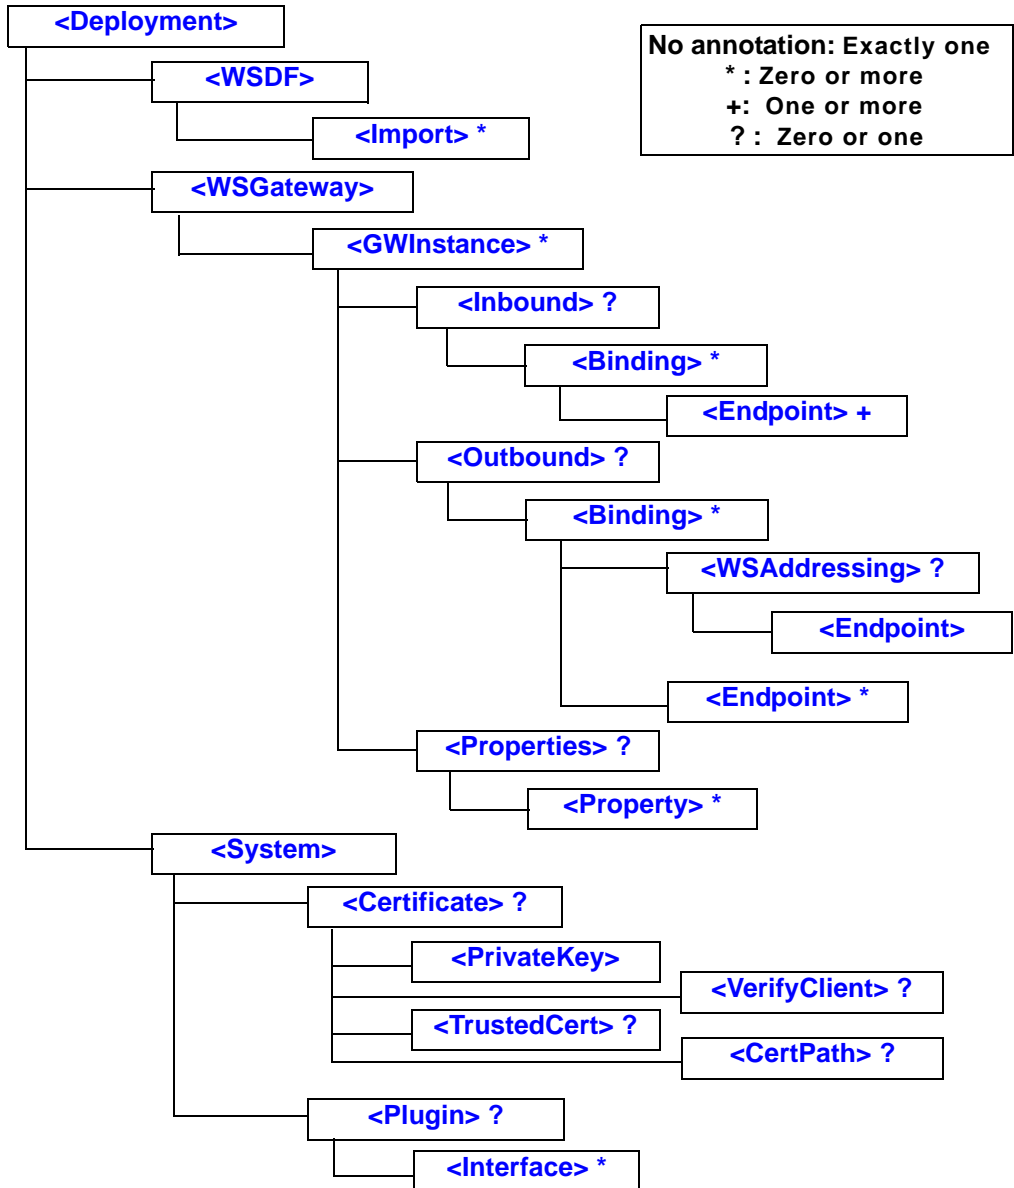 <Deployment>
No annotation: Exactly one
* : Zero or more
+: One or more
? : Zero or one
<WSDF>
<Import> *
<WSGateway>
<GWInstance> *
<Inbound> ?
<Binding> *
<Endpoint> +
<Outbound> ?
<Binding> *
<WSAddressing> ?
<Endpoint>
<Endpoint> *
<Properties> ?
<Property> *
<System>
<Certificate> ?
<PrivateKey>
<VerifyClient> ?
<TrustedCert> ?
<CertPath> ?
<Plugin> ?
<Interface> *